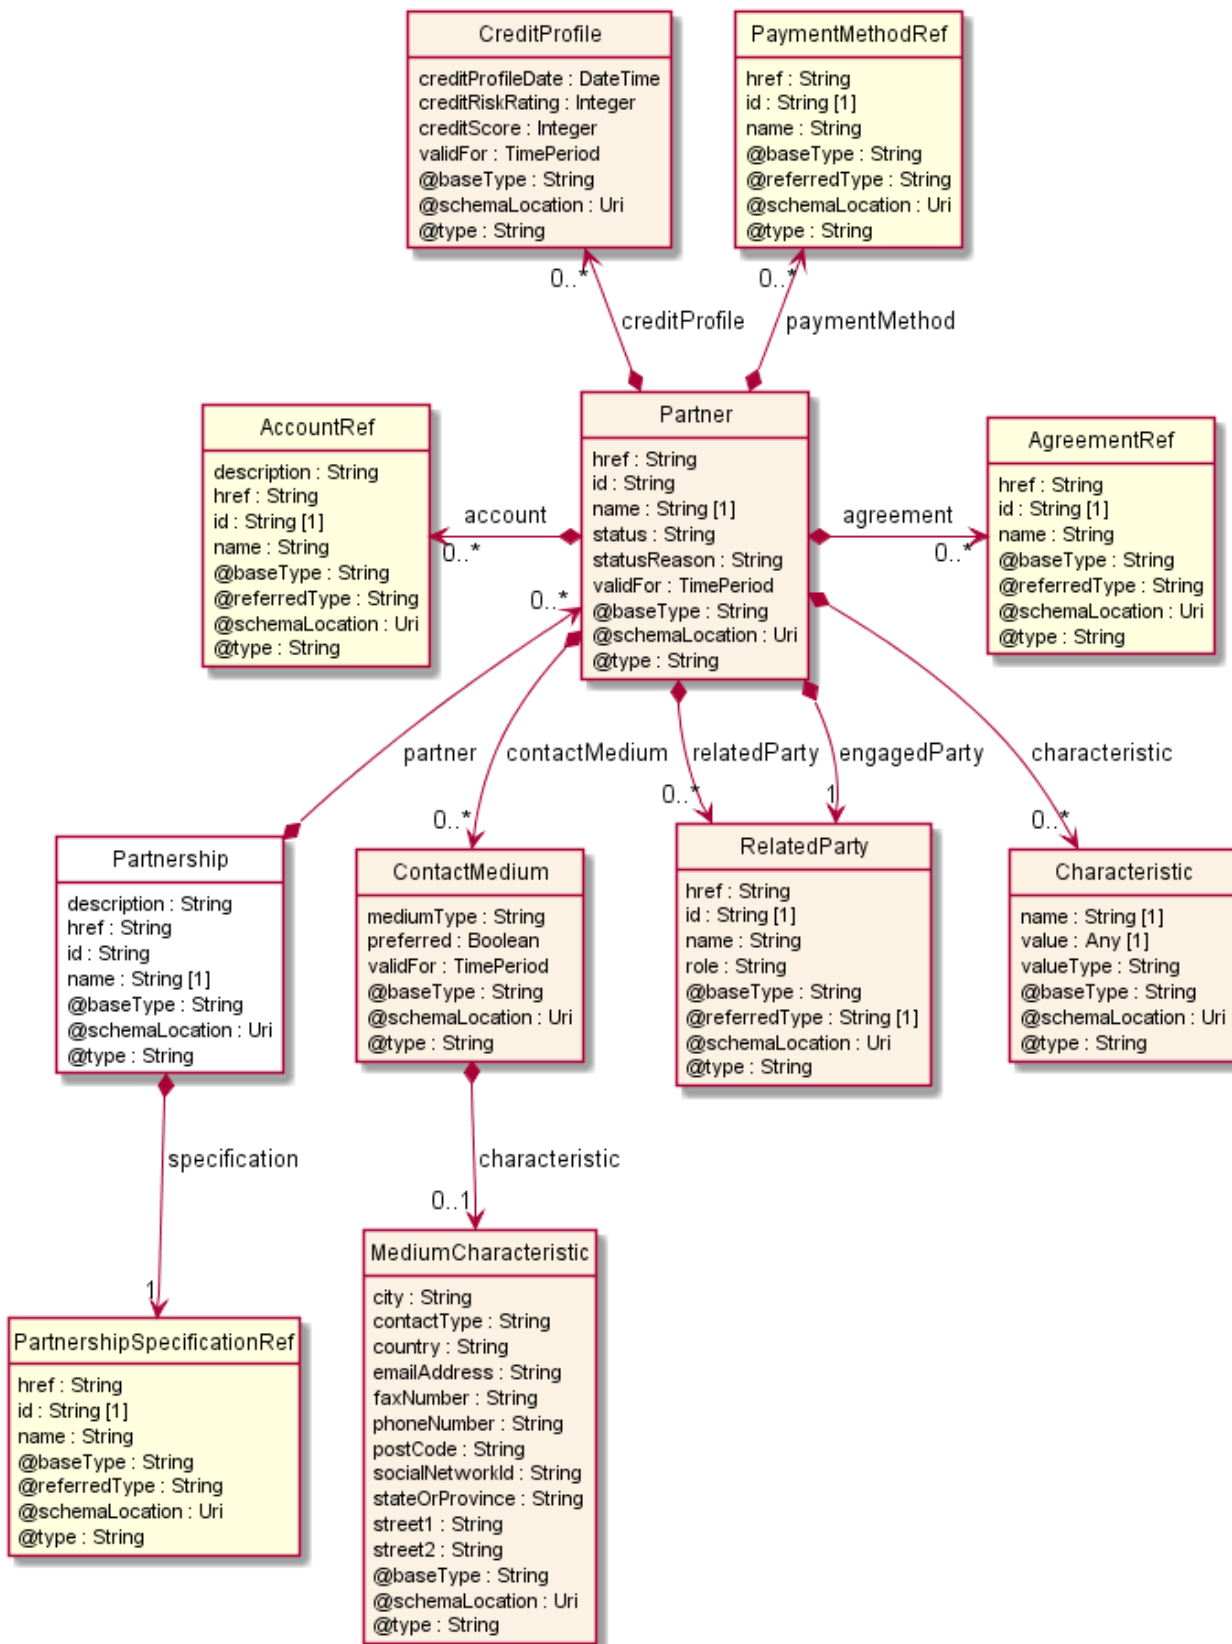 CreditProfile
creditProfileDate : DateTime
creditRiskRating : Integer
creditScore : Integer
validFor : TimePeriod
@baseType : String
@schemaLocation : Uri
@type : String
PaymentMethodRef
href : String
id : String [1]
name : String
@baseType : String
@referredType : String
@schemaLocation : Uri
@type : String
0..*
creditProfile
0..*
paymentMethod
AccountRef
description : String
href : String
id : String [1]
name : String
@baseType : String
@referredType : String
@schemaLocation : Uri
@type : String
account
0..*
Partner
href : String
id : String
name : String [1]
status : String
statusReason : String
validFor : TimePeriod
@baseType : String
@schemaLocation : Uri
@type : String
agreement
0..*
AgreementRef
href : String
id : String [1]
name : String
@baseType : String
@referredType : String
@schemaLocation : Uri
@type : String
0..*
partner
contactMedium
0..*
relatedParty
0..*
engagedParty
1
characteristic
0..*
Partnership
description : String
href : String
id : String
name : String [1]
@baseType : String
@schemaLocation : Uri
@type : String
ContactMedium
mediumType : String
preferred : Boolean
validFor : TimePeriod
@baseType : String
@schemaLocation : Uri
@type : String
RelatedParty
href : String
id : String [1]
name : String
role : String
@baseType : String
@referredType : String [1]
@schemaLocation : Uri
@type : String
Characteristic
name : String [1]
value : Any [1]
valueType : String
@baseType : String
@schemaLocation : Uri
@type : String
specification
1
characteristic
0..1
PartnershipSpecificationRef
href : String
id : String [1]
name : String
@baseType : String
@referredType : String
@schemaLocation : Uri
@type : String
MediumCharacteristic
city : String
contactType : String
country : String
emailAddress : String
faxNumber : String
phoneNumber : String
postCode : String
socialNetworkId : String
stateOrProvince : String
street1 : String
street2 : String
@baseType : String
@schemaLocation : Uri
@type : String